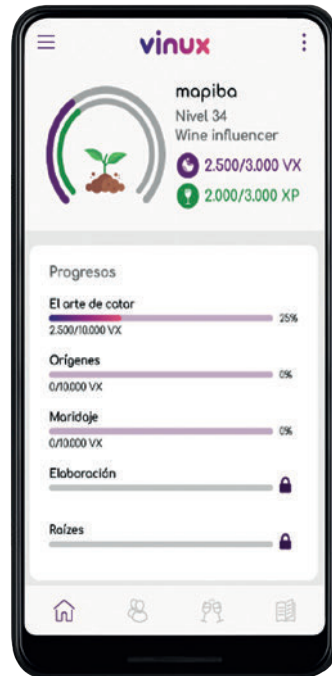 vinux
mapiba
Nivel 34
Wine influencer
2.500/3.000 VX
2.000/3.000 XP
Progresos
El arte de catar
25%
2.500/10.000 VX
Orígenes
0%
0/10.000 VX
Maridaje
0%
0/10.000 VX
Elaboración
Raízes